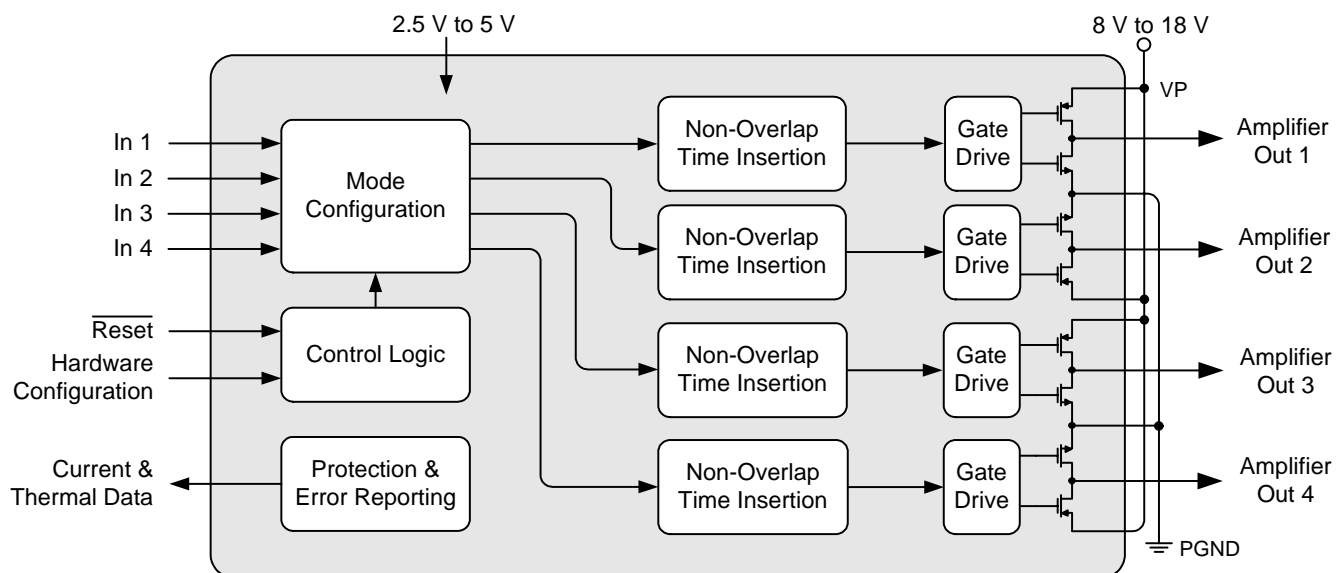 2.5 V to 5 V
8 V to 18 V
VP
In 1
In 2
In 3
In 4
Mode
Configuration
Non-Overlap
Time Insertion
Gate
Drive
Amplifier
Out 1
Non-Overlap
Time Insertion
Gate
Drive
Amplifier
Out 2
Reset
Hardware
Configuration
Control Logic
Non-Overlap
Time Insertion
Gate
Drive
Amplifier
Out 3
Current &
Thermal Data
Protection &
Error Reporting
Non-Overlap
Time Insertion
Gate
Drive
Amplifier
Out 4
PGND